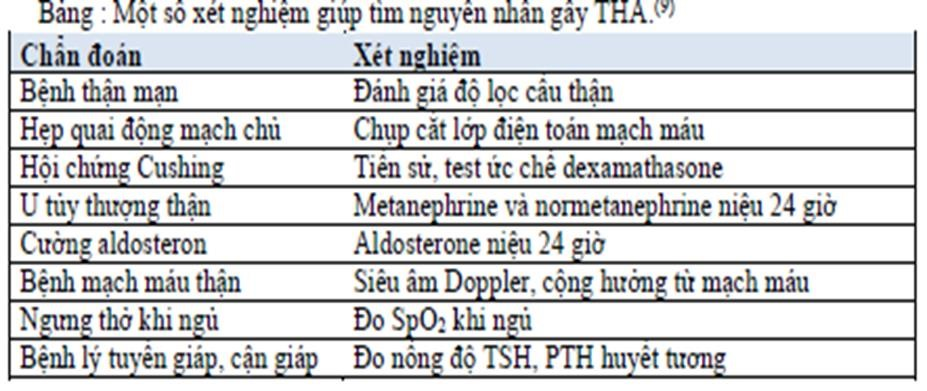 Bảng : Một số xét nghiệm giúp tìm nguyên nhân gây THA.(9)
Chẩn đoán Xét nghiệm
Bệnh thận mạn Đánh giá độ lọc cầu thận
Hẹp quai động mạch chủ Chụp cắt lớp điện toán mạch máu
Hội chứng Cushing Tiền sử, test ức chế dexamathasone
U tủy thượng thận Metanephrine và normetanephrine niệu 24 giờ
Cường aldosteron Aldosterone niệu 24 giờ
Bệnh mạch máu thận Siêu âm Doppler, cộng hưởng từ mạch máu
Ngưng thở khi ngủ Đo SpO2 khi ngủ
Bệnh lý tuyến giáp, cận giáp Đo nồng độ TSH, PTH huyết tương